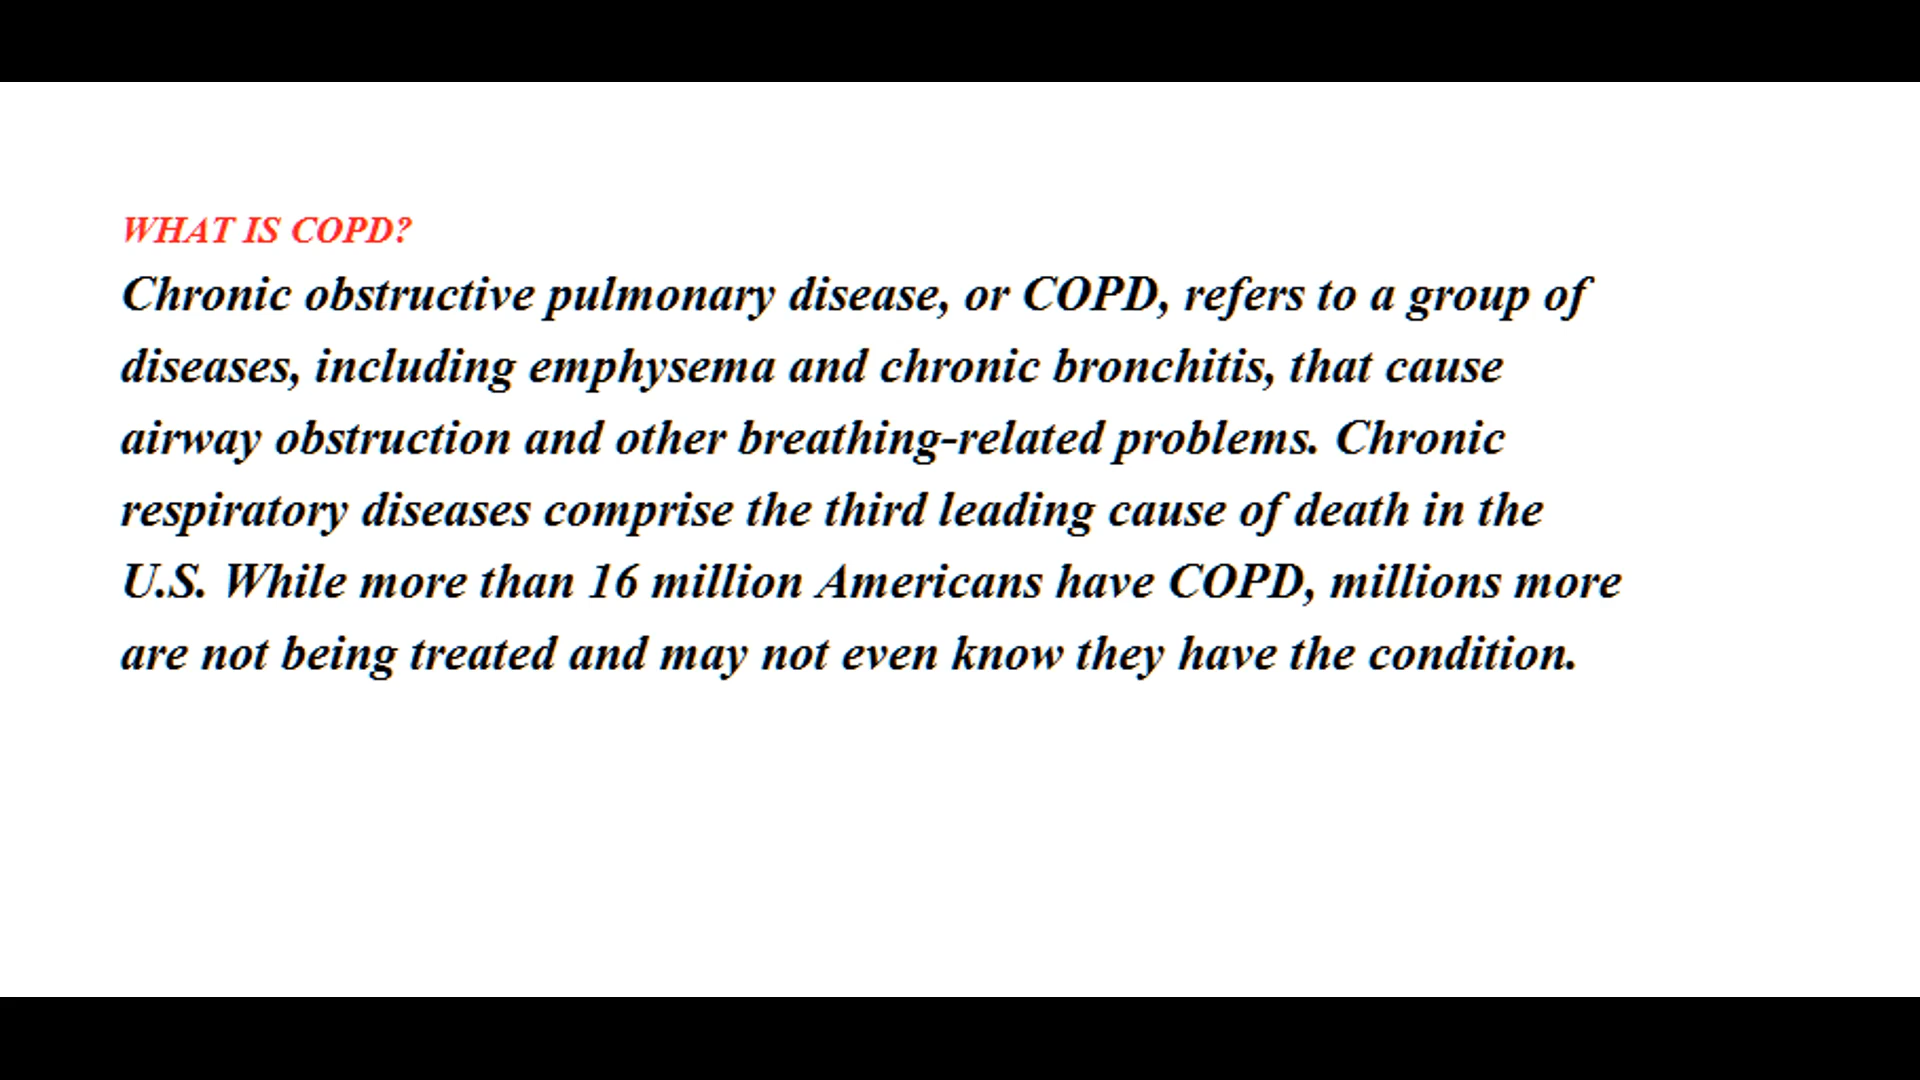 WHAT IS COPD?
Chronic obstructive pulmonary disease, or COPD, refers to a group of
diseases, including emphysema and chronic bronchitis, that cause
airway obstruction and other breathing-related problems. Chronic
respiratory diseases comprise the third leading cause of death in the
U.S. While more than 16 million Americans have COPD, millions more
are not being treated and may not even know they have the condition.